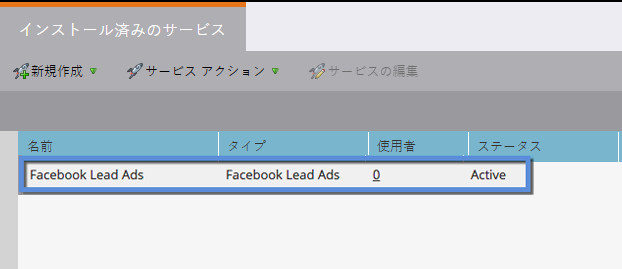 インストール済みのサービス
新規作成 サービス アクション サービスの編集
名前 タイプ 使用者 ステータス
Facebook Lead Ads Facebook Lead Ads 0 Active